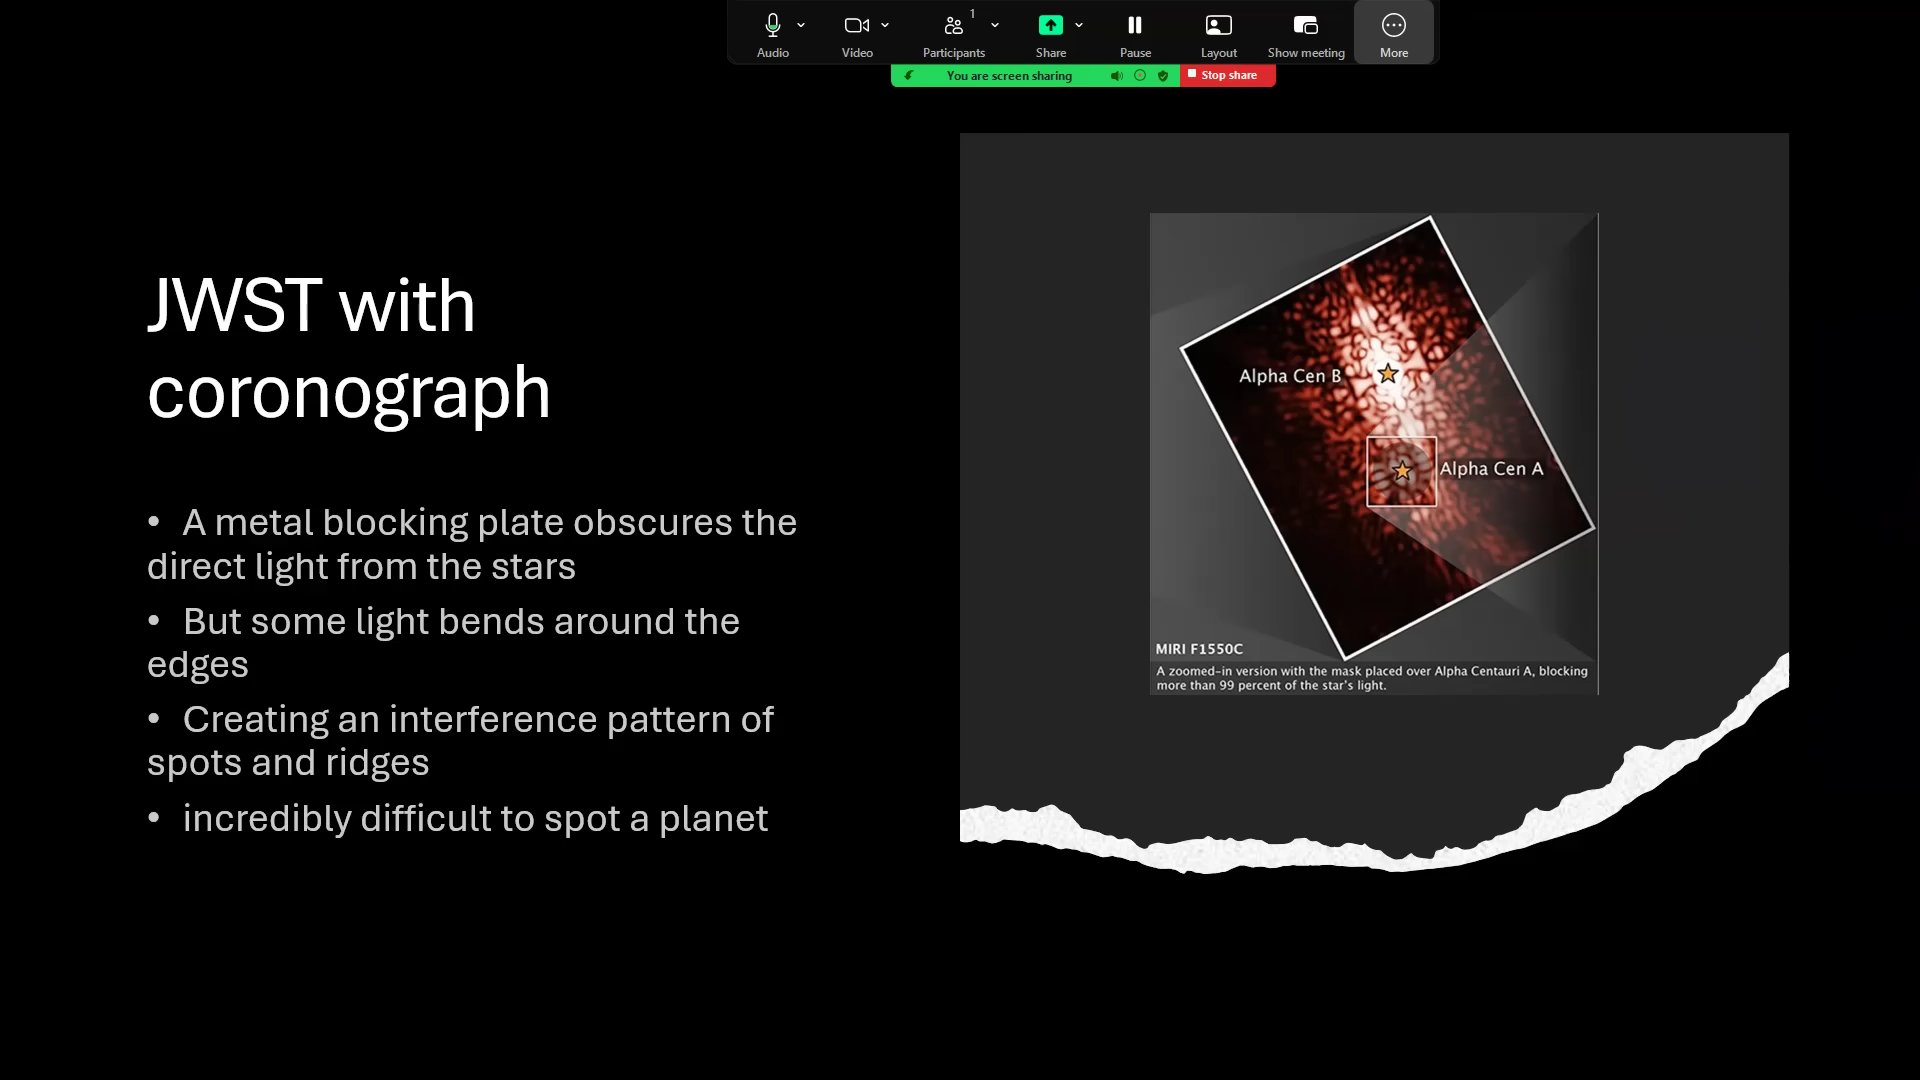 1
Audio
Video
Participants
Share
Pause
Layout
Show meeting
More
You are screen sharing
Stop share
JWST with
coronograph
• A metal blocking plate obscures the
direct light from the stars
• But some light bends around the
edges
• Creating an interference pattern of
spots and ridges
• incredibly difficult to spot a planet
Alpha Cen B
Alpha Cen A
MIRI F1550C
A zoomed-in version with the mask placed over Alpha Centauri A, blocking
more than 99 percent of the star's light.